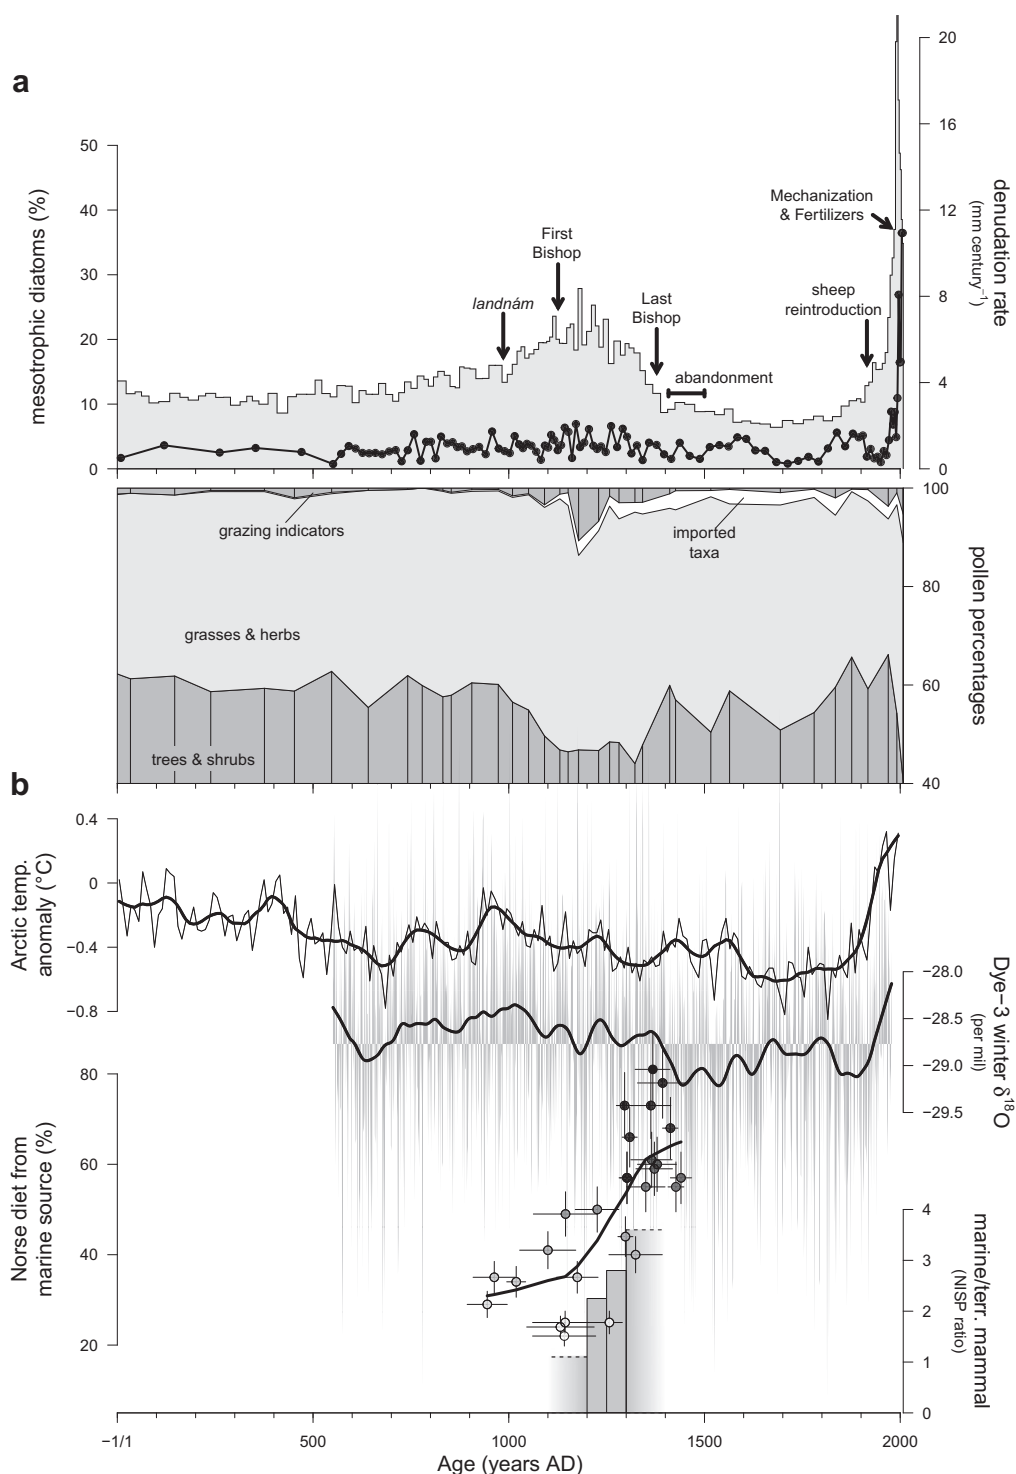 a
mesotrophic diatoms (%)
50
40
30
20
10
0
denudation rate
(mm century⁻¹)
20
16
12
8
4
0
Mechanization
& Fertilizers
First
Bishop
landnám
Last
Bishop
sheep
reintroduction
abandonment
grazing indicators
imported
taxa
grasses & herbs
trees & shrubs
pollen percentages
100
80
60
40
b
Arctic temp.
anomaly (°C)
0.4
0
−0.4
−0.8
Dye−3 winter δ¹⁸O
(per mil)
−28.0
−28.5
−29.0
−29.5
Norse diet from
marine source (%)
80
60
40
20
marine/terr. mammal
(NISP ratio)
4
3
2
1
0
−1/1
500
1000
1500
2000
Age (years AD)